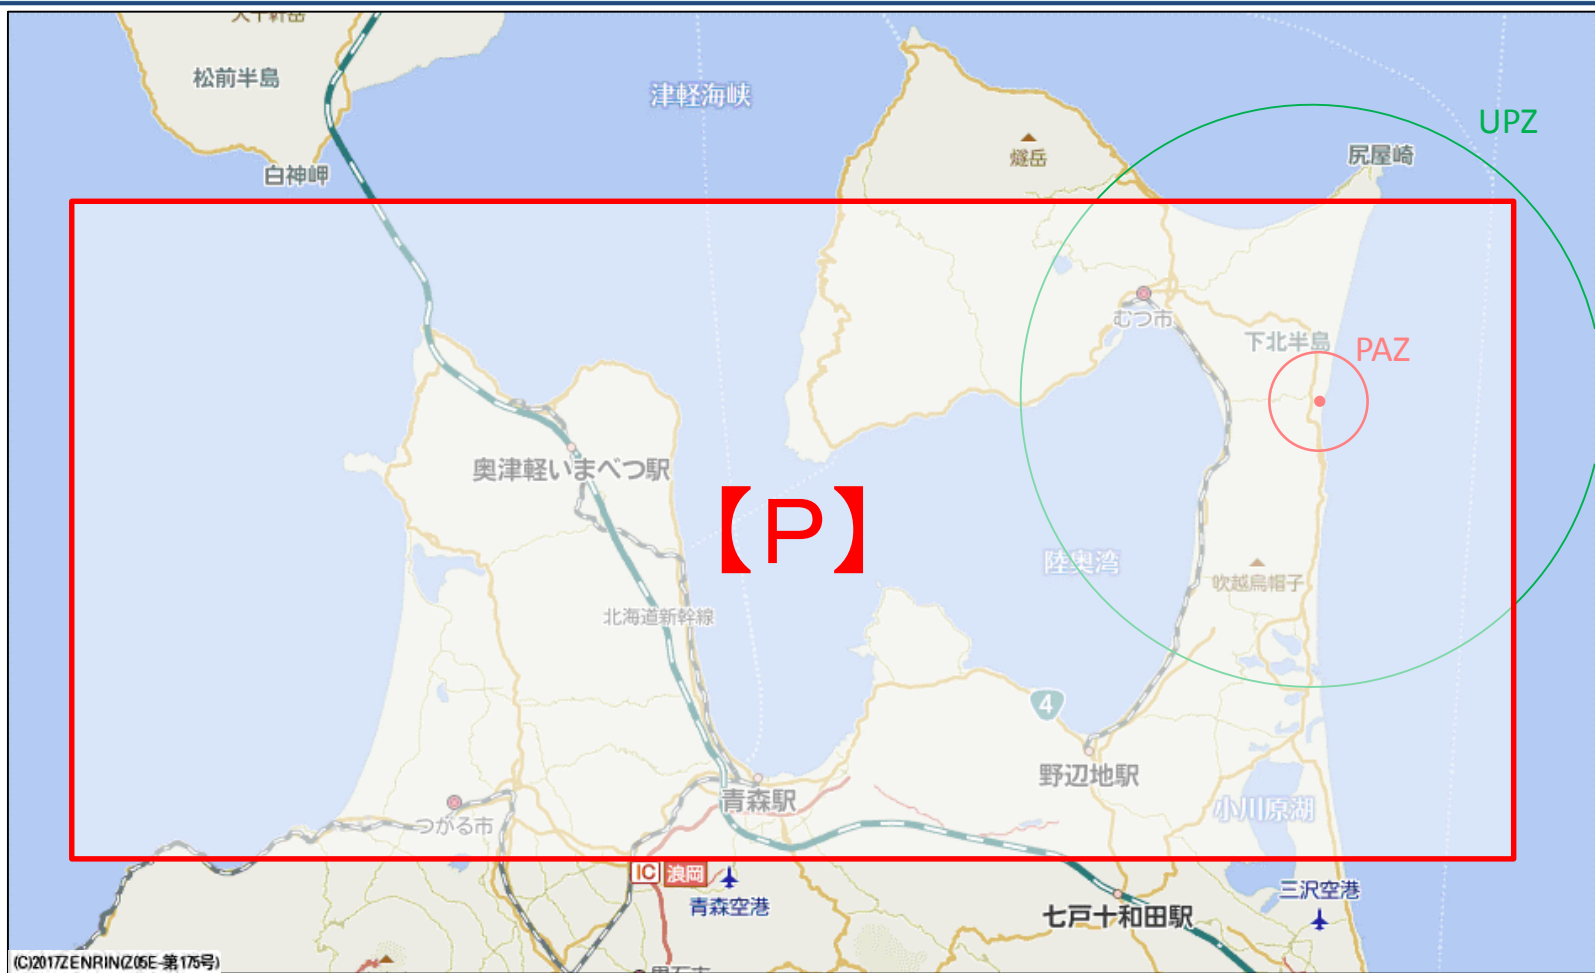 松前半島
津軽海峡
UPZ
燧岳
尻屋崎
白神岬
むつ市
下北半島
PAZ
奥津軽いまべつ駅
【P】
陸奥湾
吹越烏帽子
北海道新幹線
4
野辺地駅
青森駅
小川原湖
つがる市
IC 浪岡
三沢空港
青森空港
七戸十和田駅
(C)2017ZENRIN(Z05E-第175号)